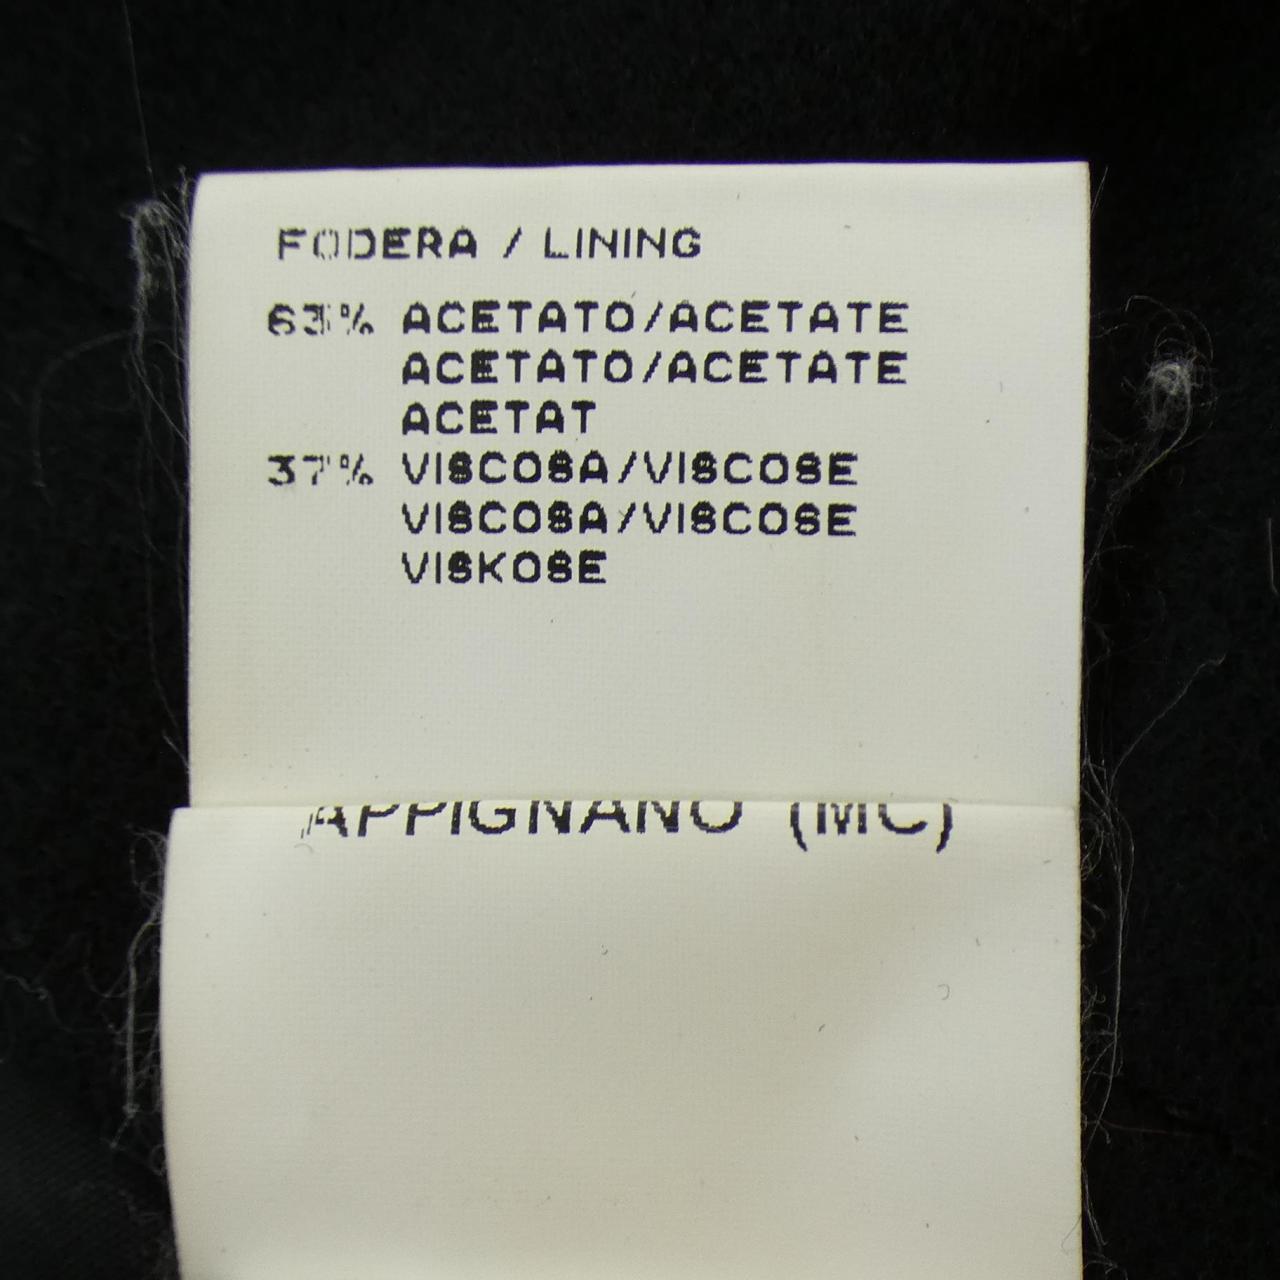 FODERA / LINING
63% ACETATO/ACETATE
ACETATO/ACETATE
ACETAT
37% VISCOSA/VISCOSE
VISCOSA/VISCOSE
VISKOSE
APPIGNANO (MC)